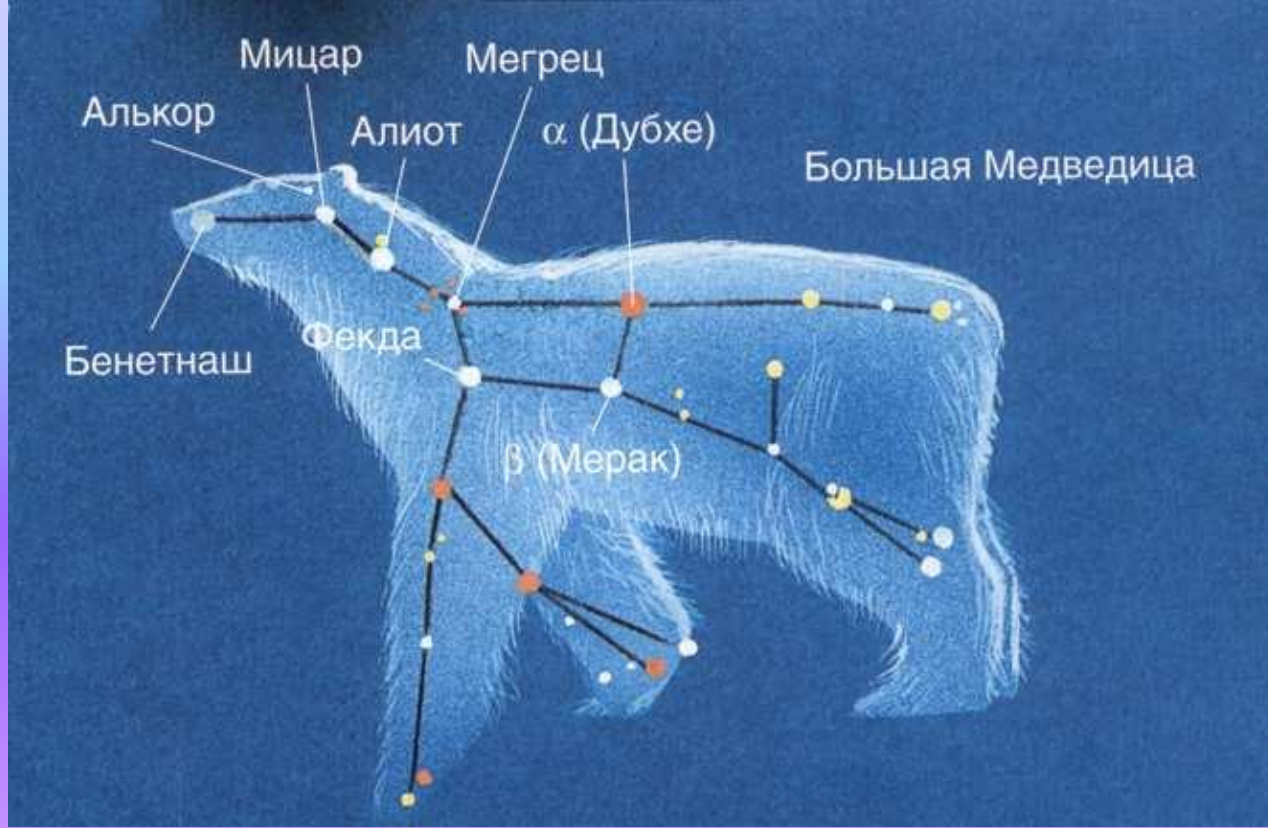 Мицар
Мегрец
Алькор
Алиот
α (Дубхе)
Большая Медведица
Фекда
Бенетнаш
β (Мерак)